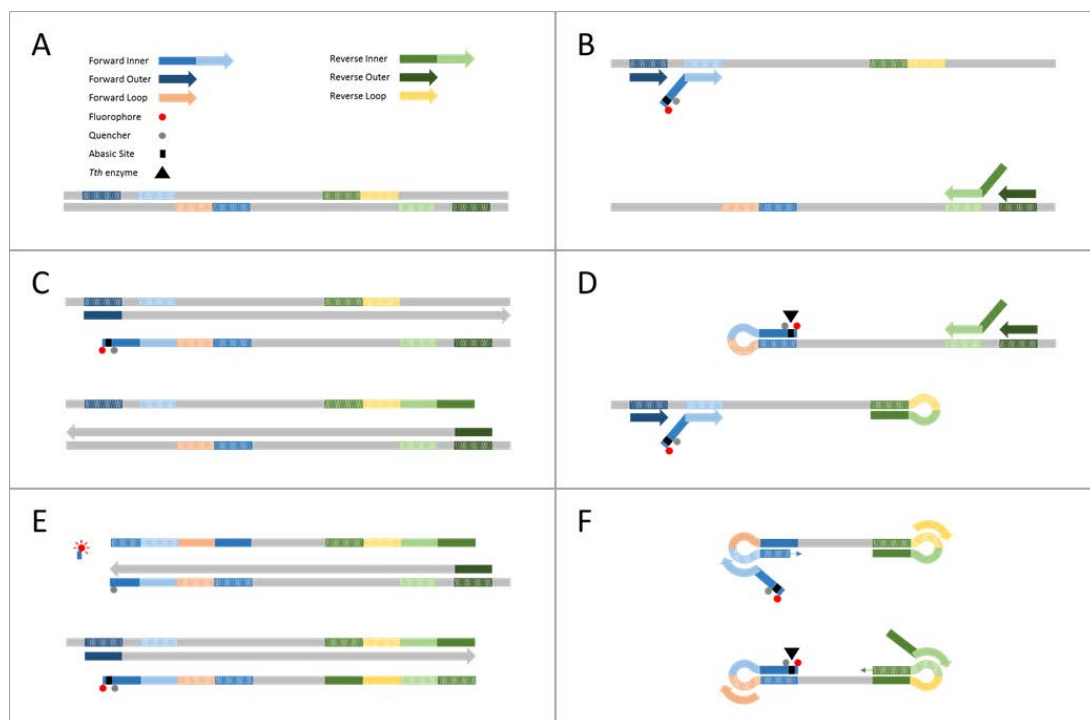 A
Forward Inner
Forward Outer
Forward Loop
Fluorophore
Quencher
Abasic Site
Tth enzyme
Reverse Inner
Reverse Outer
Reverse Loop
B
C
D
E
F